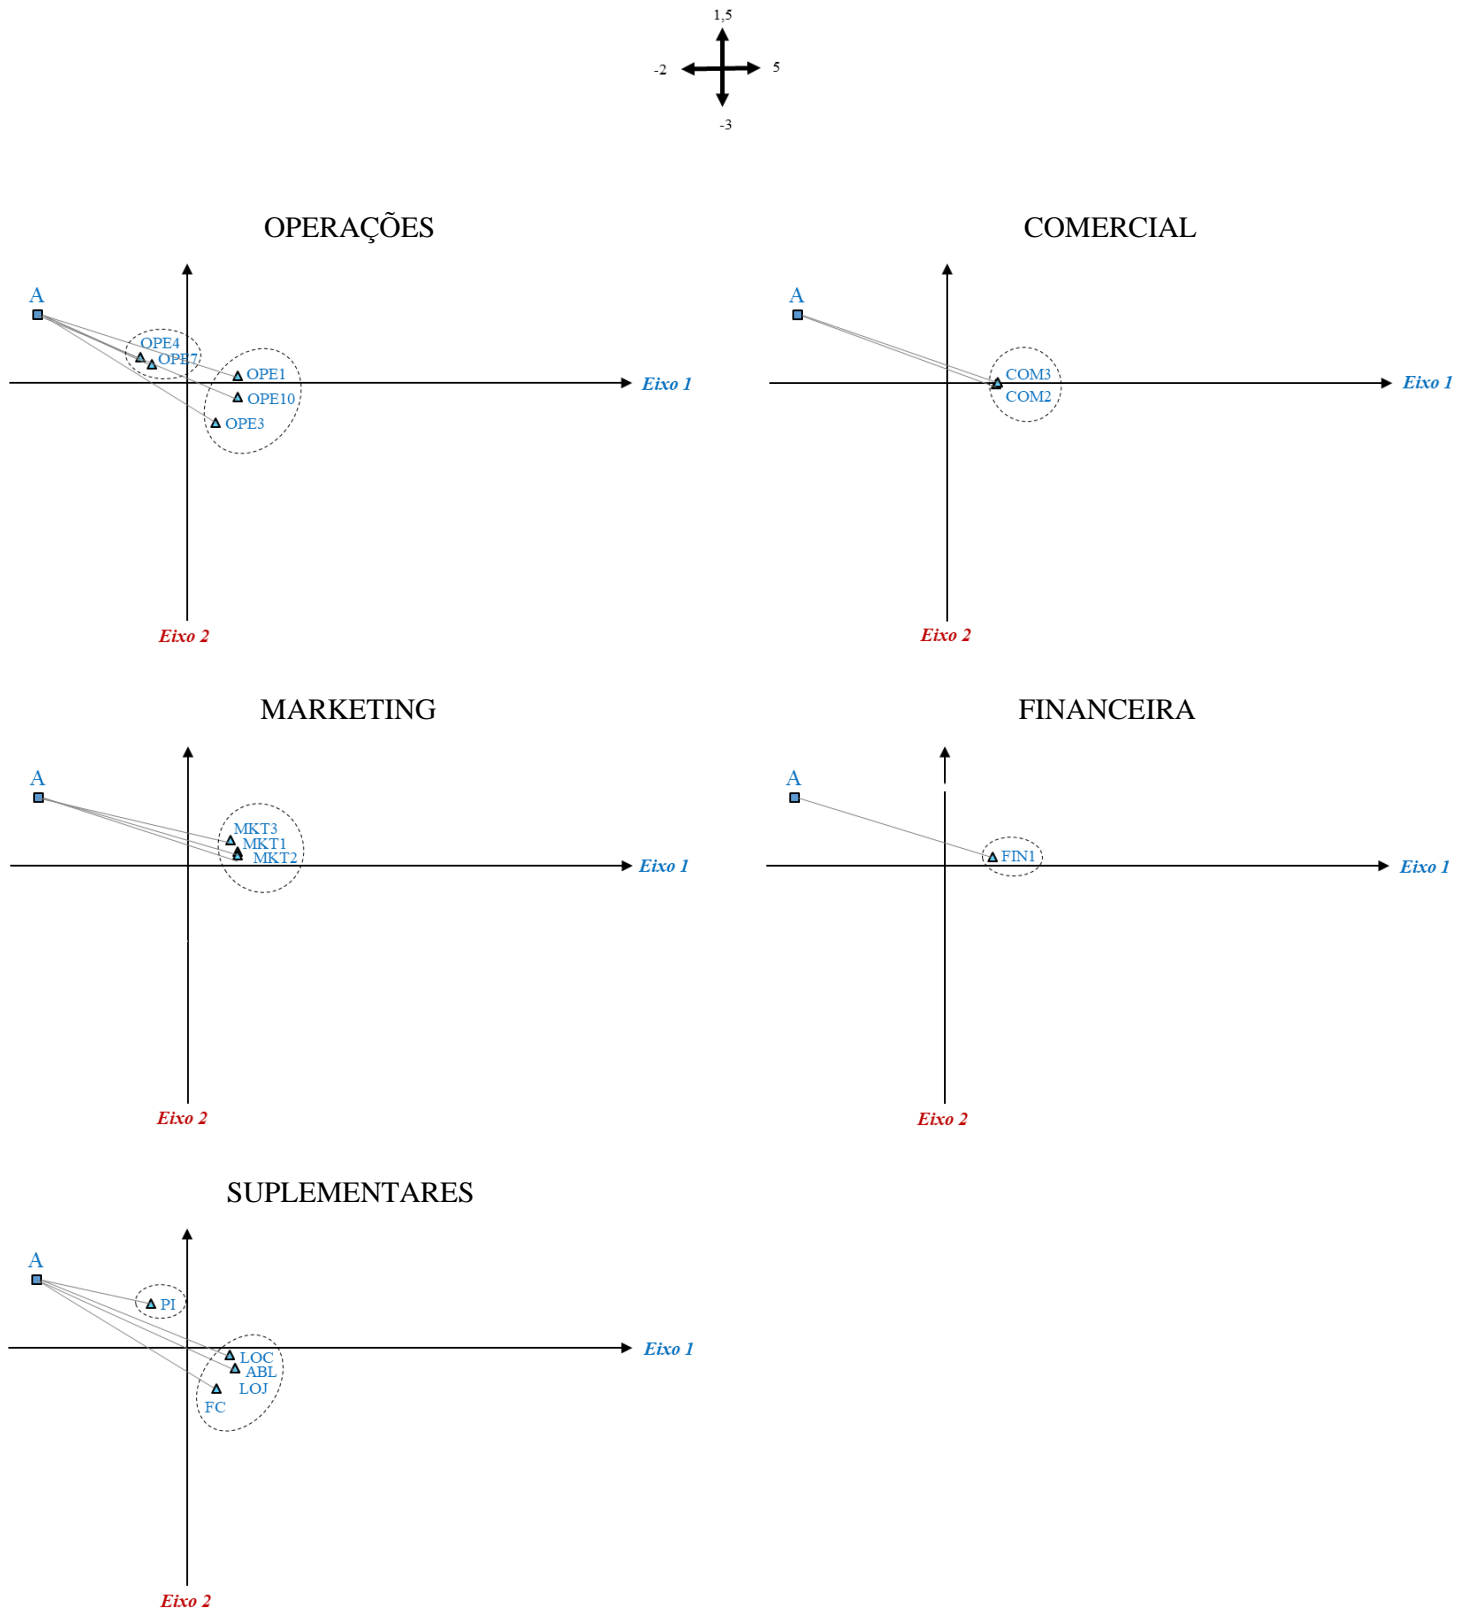 1,5
-2
5
-3
OPERAÇÕES
A
OPE4
OPE7
OPE1
OPE10
OPE3
Eixo 1
Eixo 2
COMERCIAL
A
COM3
COM2
Eixo 1
Eixo 2
MARKETING
A
MKT3
MKT1
MKT2
Eixo 1
Eixo 2
FINANCEIRA
A
FIN1
Eixo 1
Eixo 2
SUPLEMENTARES
A
PI
Eixo 1
LOC
ABL
LOJ
FC
Eixo 2